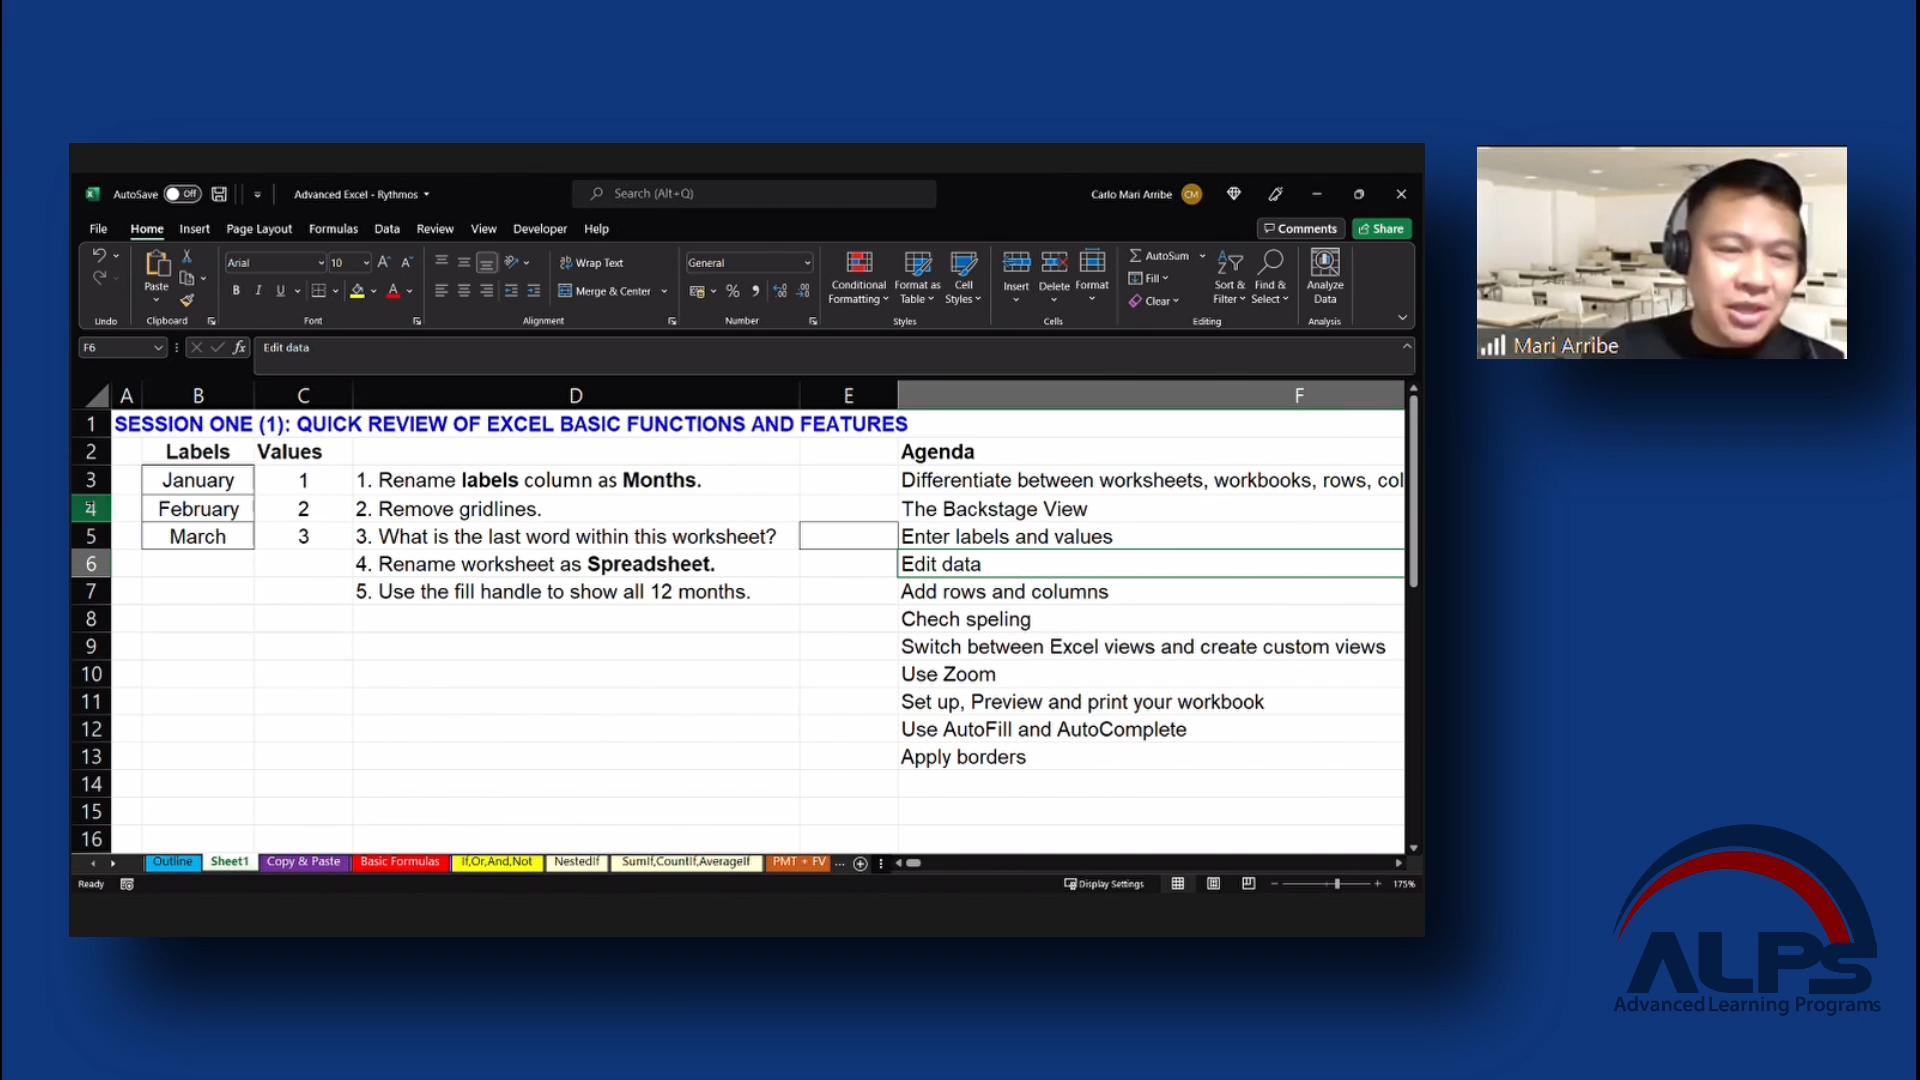 AutoSave Off Advanced Excel - Rythmos Search (Alt+Q) Carlo Mari Arribe CM
File Home Insert Page Layout Formulas Data Review View Developer Help Comments Share
Arial 10 Wrap Text General AutoSum
Paste Conditional Format as Cell Insert Delete Format Fill Sort & Find & Analyze
B I U A Merge & Center % Formatting Table Styles Clear Filter Select Data
Undo Clipboard Font Alignment Number Styles Cells Editing Analysis
F6 fx Edit data
A B C D E F
1 SESSION ONE (1): QUICK REVIEW OF EXCEL BASIC FUNCTIONS AND FEATURES
2 Labels Values Agenda
3 January 1 1. Rename labels column as Months. Differentiate between worksheets, workbooks, rows, col
4 February 2 2. Remove gridlines. The Backstage View
5 March 3 3. What is the last word within this worksheet? Enter labels and values
6 4. Rename worksheet as Spreadsheet. Edit data
7 5. Use the fill handle to show all 12 months. Add rows and columns
8 Chech speling
9 Switch between Excel views and create custom views
10 Use Zoom
11 Set up, Preview and print your workbook
12 Use AutoFill and AutoComplete
13 Apply borders
14
15
16
Outline Sheet1 Copy & Paste Basic Formulas If,Or,And,Not NestedIf SumIf,CountIf,AverageIf PMT + FV ...
Ready Display Settings 175%
Mari Arribe
ALPs
Advanced Learning Programs